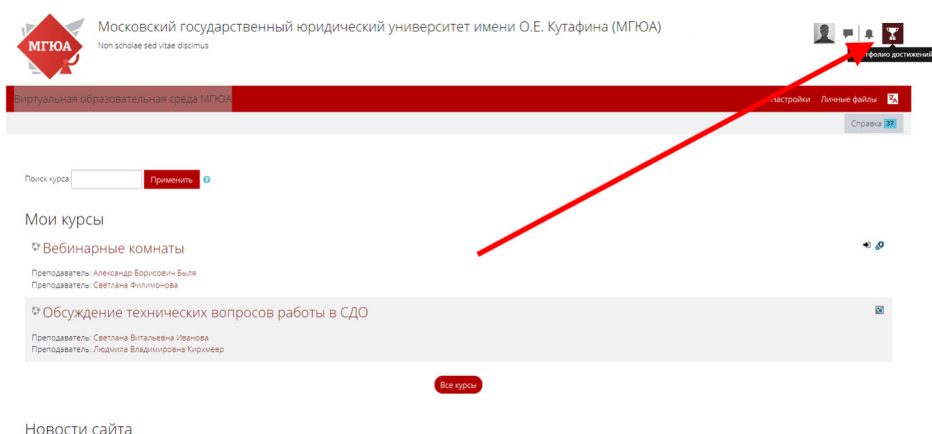 Московский государственный юридический университет имени О.Е. Кутафина (МГЮА)
МГЮА
Non scholae sed vitae discimus
достижений
Виртуальная образовательная среда МГЮА
Настройки Личные файлы
Справка 37
Поиск курса Применить
Мои курсы
Вебинарные комнаты
Преподаватель: Александр Борисович Быля
Преподаватель: Светлана Филимонова
Обсуждение технических вопросов работы в СДО
Преподаватель: Светлана Витальевна Иванова
Преподаватель: Людмила Владимировна Кирхмеер
Все курсы
Новости сайта